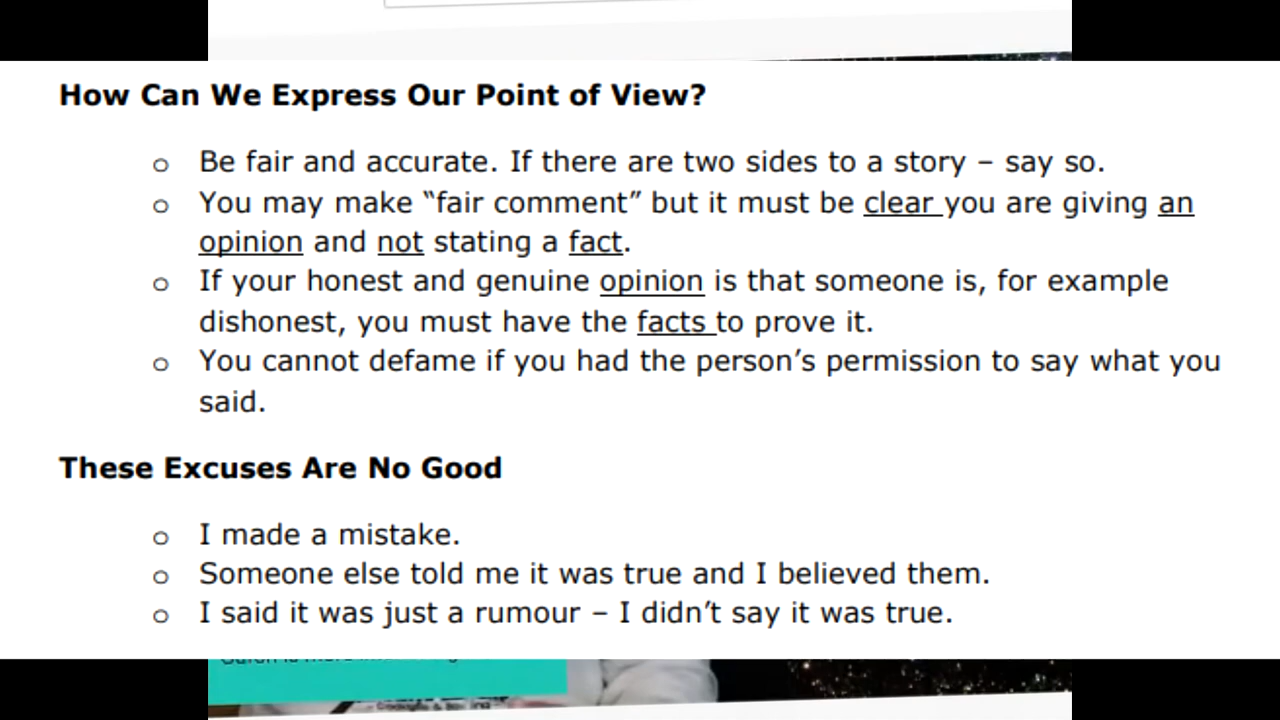 How Can We Express Our Point of View?
o Be fair and accurate. If there are two sides to a story – say so.
o You may make “fair comment” but it must be clear you are giving an
opinion and not stating a fact.
o If your honest and genuine opinion is that someone is, for example
dishonest, you must have the facts to prove it.
o You cannot defame if you had the person’s permission to say what you
said.
These Excuses Are No Good
o I made a mistake.
o Someone else told me it was true and I believed them.
o I said it was just a rumour – I didn’t say it was true.